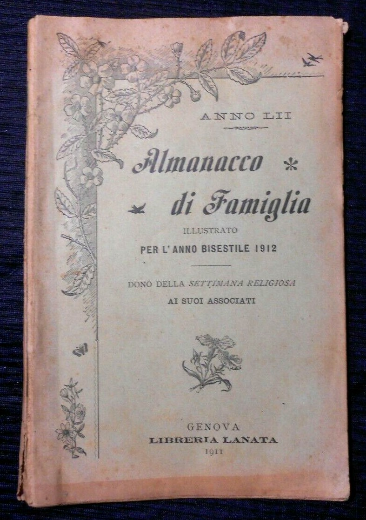 ANNO LII
Almanacco
di Famiglia
ILLUSTRATO
PER L'ANNO BISESTILE 1912
DONO DELLA SETTIMANA RELIGIOSA
AI SUOI ASSOCIATI
GENOVA
LIBRERIA LANATA
1911